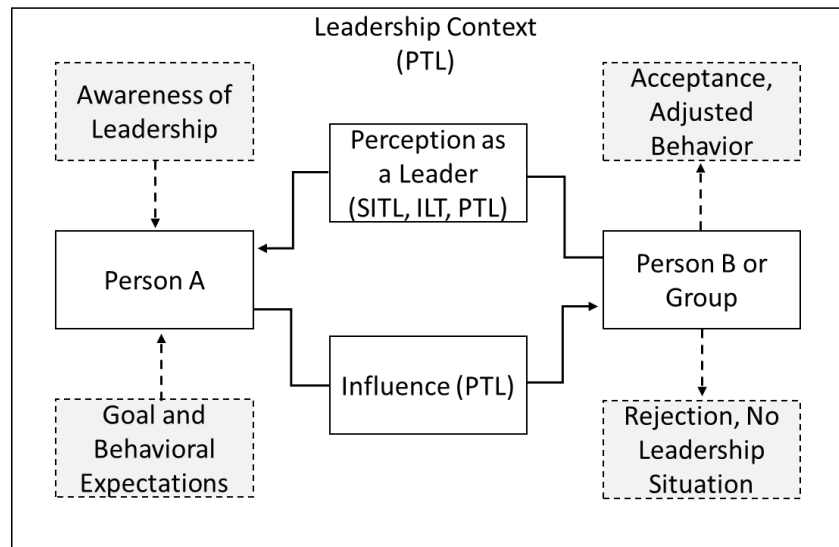 Leadership Context
(PTL)
Awareness of
Leadership
Acceptance,
Adjusted
Behavior
Perception as
a Leader
(SITL, ILT, PTL)
Person A
Person B or
Group
Influence (PTL)
Goal and
Behavioral
Expectations
Rejection, No
Leadership
Situation